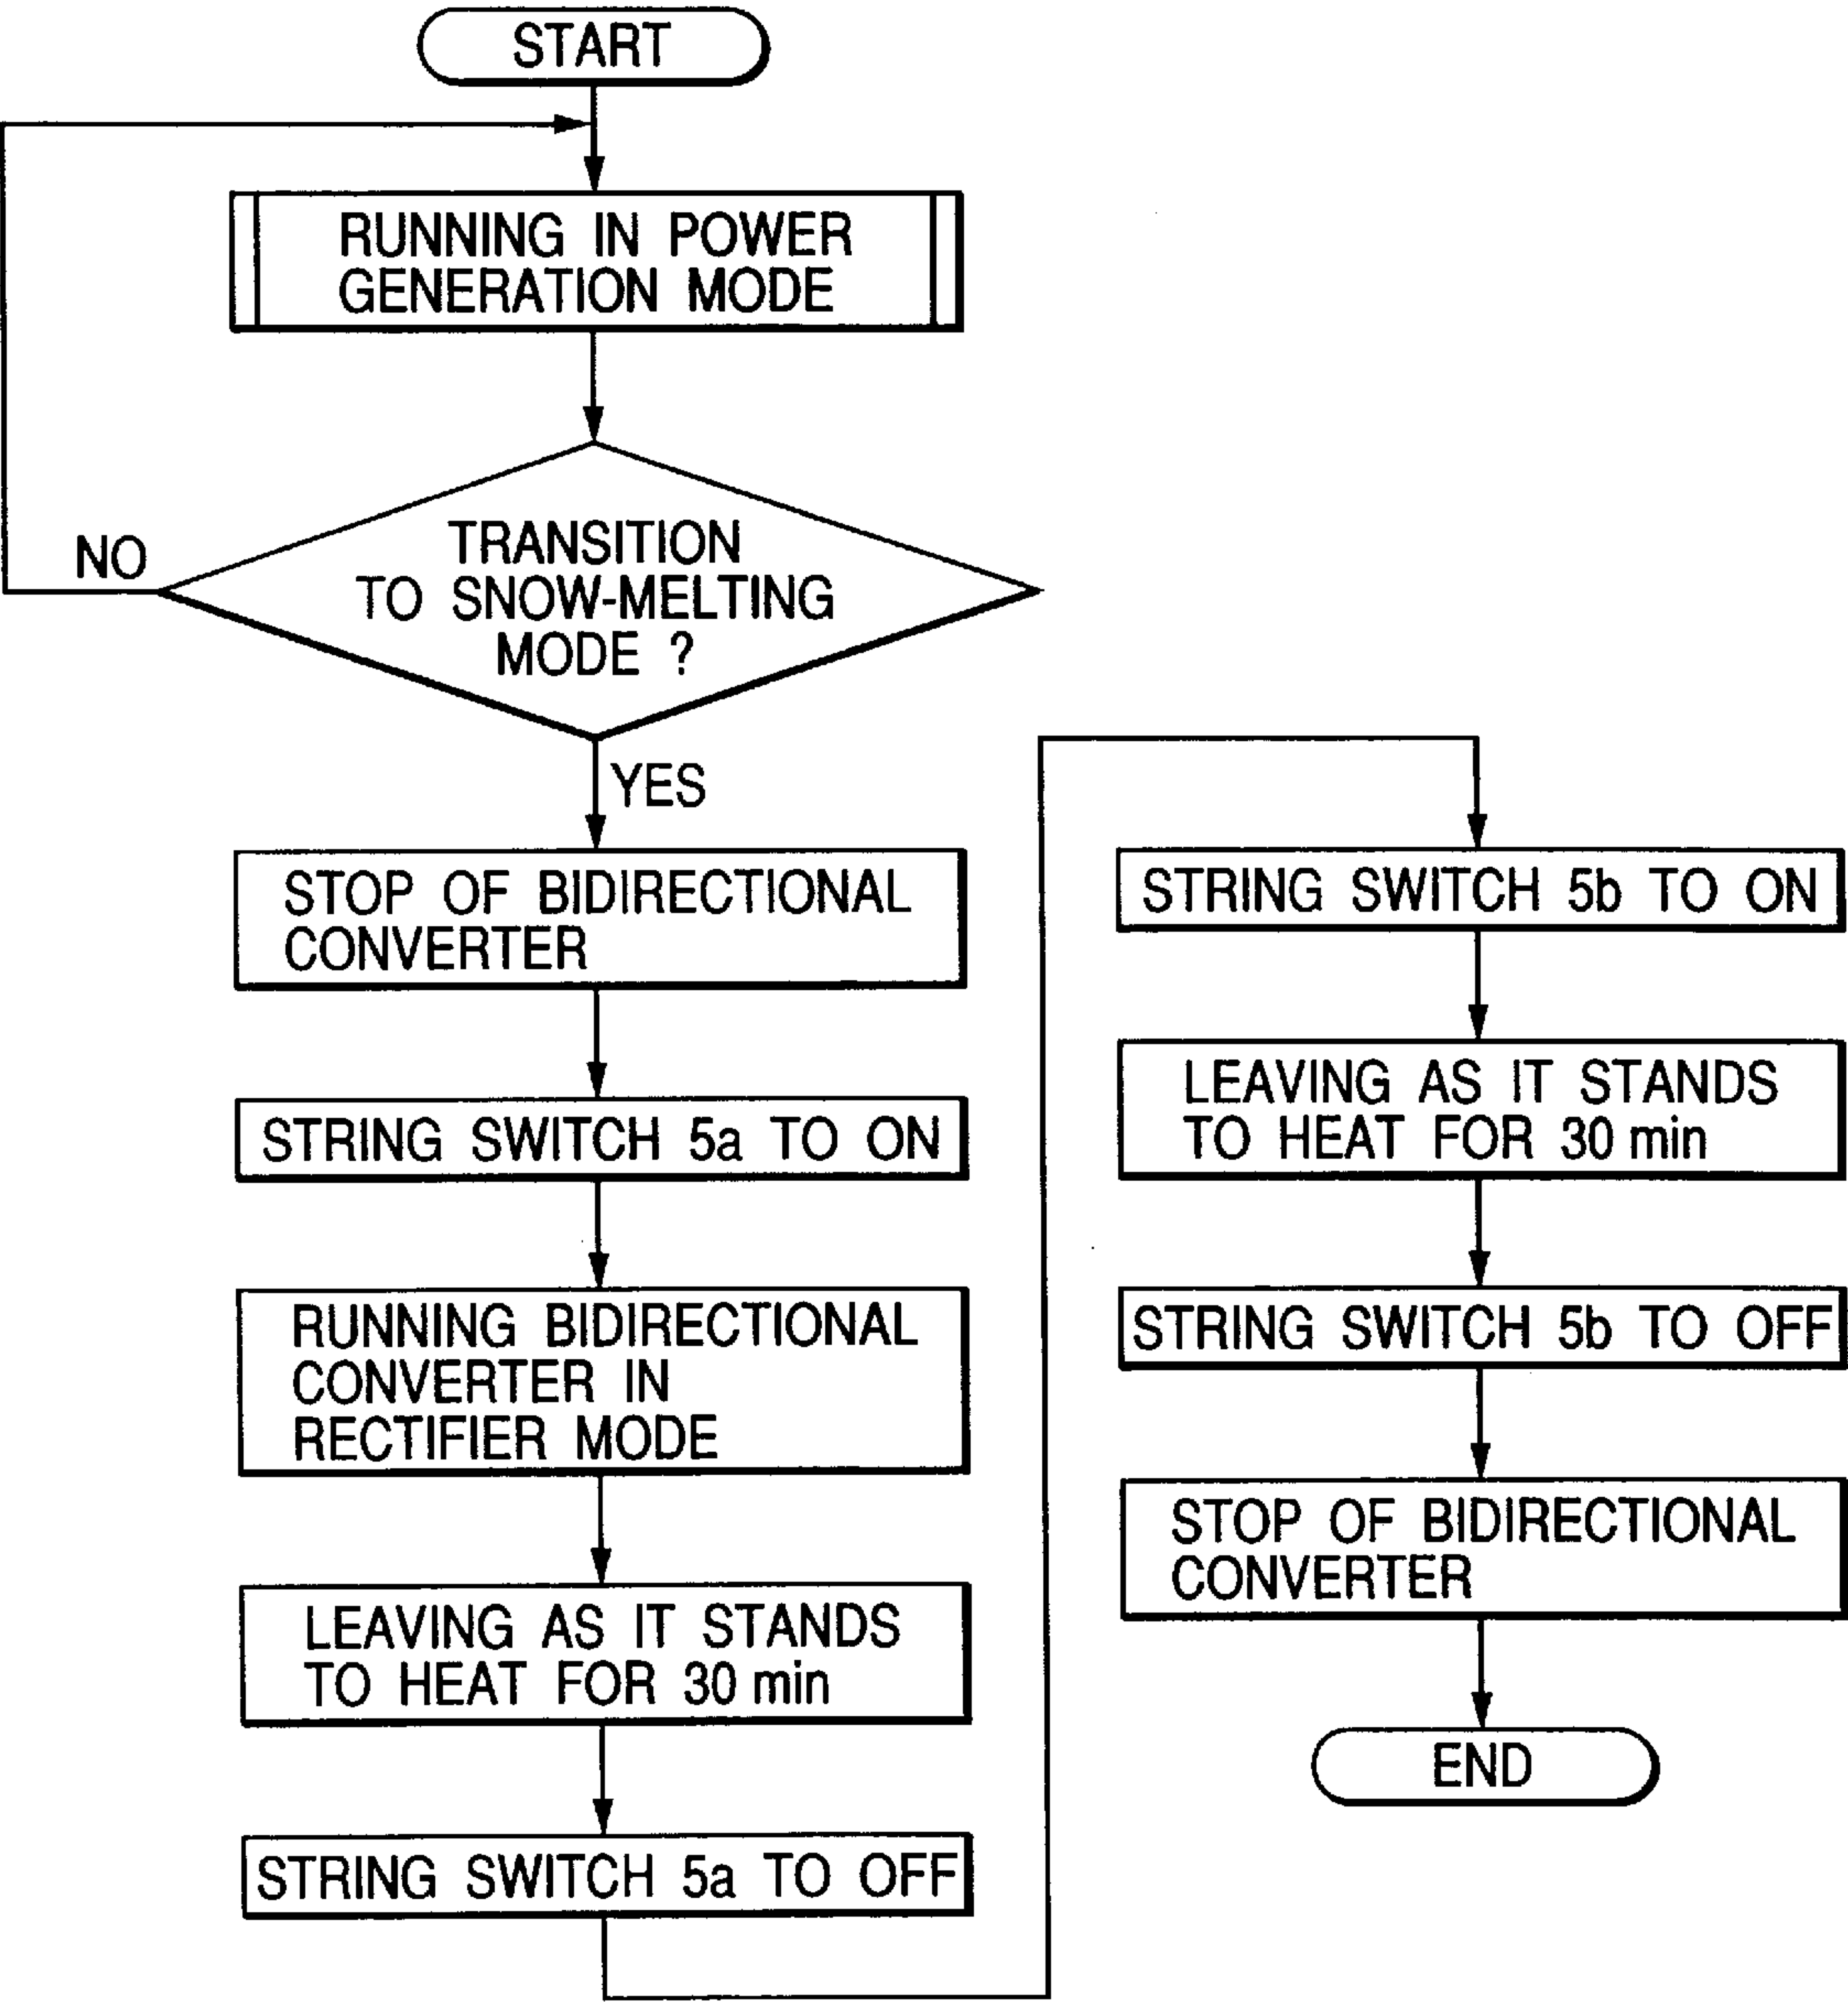 START
RUNNING IN POWER
GENERATION MODE
TRANSITION
TO SNOW-MELTING
MODE ?
NO
YES
STOP OF BIDIRECTIONAL
CONVERTER
STRING SWITCH 5a TO ON
RUNNING BIDIRECTIONAL
CONVERTER IN
RECTIFIER MODE
LEAVING AS IT STANDS
TO HEAT FOR 30 min
STRING SWITCH 5a TO OFF
STRING SWITCH 5b TO ON
LEAVING AS IT STANDS
TO HEAT FOR 30 min
STRING SWITCH 5b TO OFF
STOP OF BIDIRECTIONAL
CONVERTER
END